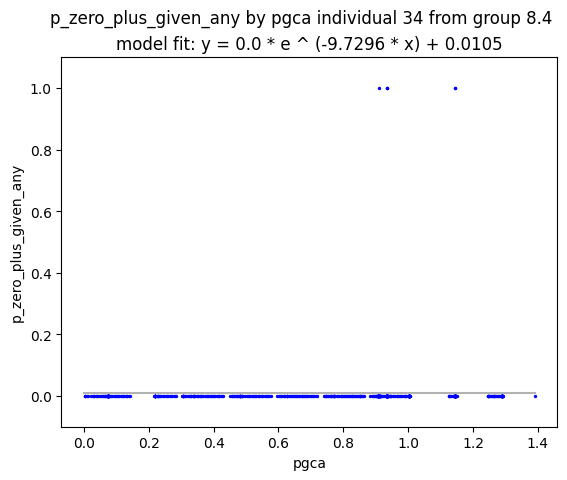 p_zero_plus_given_any by pgca individual 34 from group 8.4
model fit: y = 0.0 * e ^ (-9.7296 * x) + 0.0105
p_zero_plus_given_any
1.0
0.8
0.6
0.4
0.2
0.0
0.0 0.2 0.4 0.6 0.8 1.0 1.2 1.4
pgca